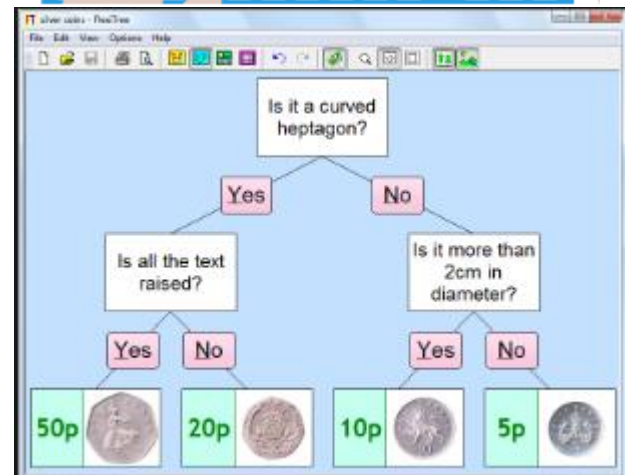 silver coins - FlexiTree
File Edit View Options Help
Is it a curved
heptagon?
Yes
No
Is all the text
raised?
Is it more than
2cm in
diameter?
Yes
No
Yes
No
50p
20p
10p
5p